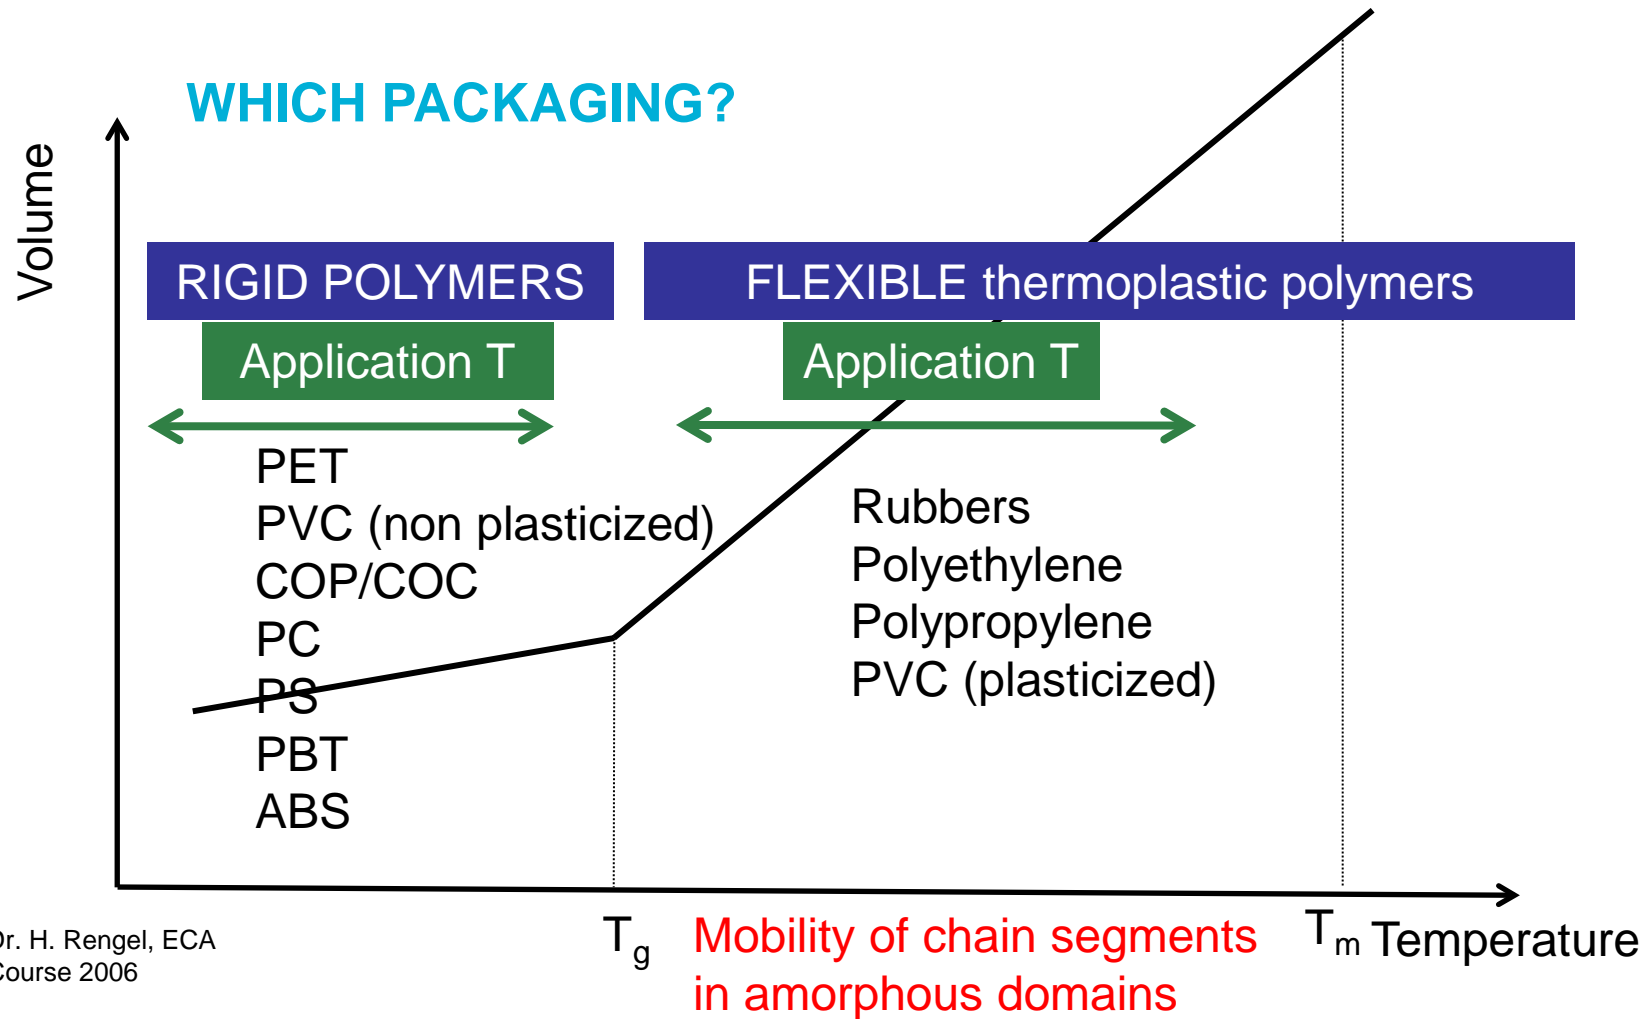 WHICH PACKAGING?
Volume
RIGID POLYMERS
FLEXIBLE thermoplastic polymers
Application T
Application T
PET
PVC (non plasticized)
COP/COC
PC
PS
PBT
ABS
Rubbers
Polyethylene
Polypropylene
PVC (plasticized)
Tg
Mobility of chain segments
in amorphous domains
Tm
Temperature
Dr. H. Rengel, ECA
Course 2006